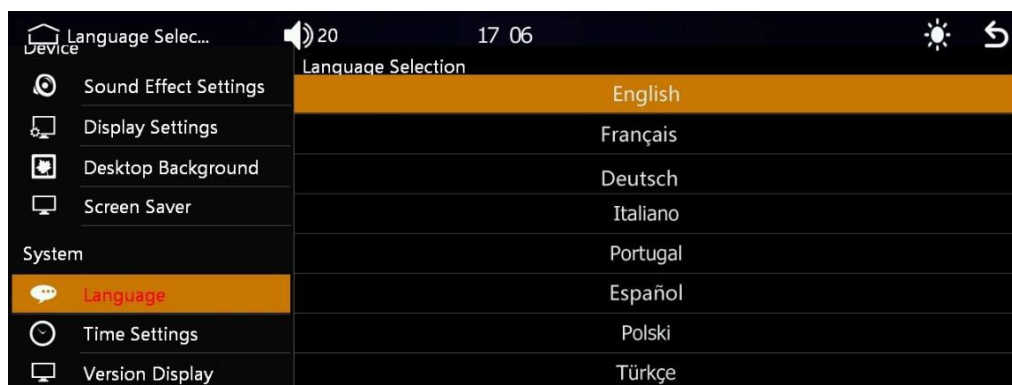 Language Selec...
20
17 06
Device
Sound Effect Settings
Display Settings
Desktop Background
Screen Saver
System
Language
Time Settings
Version Display
Language Selection
English
Français
Deutsch
Italiano
Portugal
Español
Polski
Türkçe